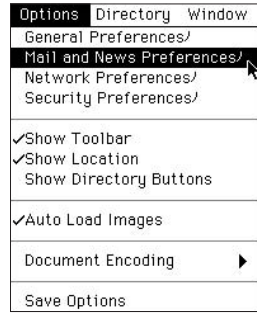 Options Directory Window
General Preferences/
Mail and News Preferences/
Network Preferences/
Security Preferences/
✓Show Toolbar
✓Show Location
Show Directory Buttons
✓Auto Load Images
Document Encoding ▶
Save Options